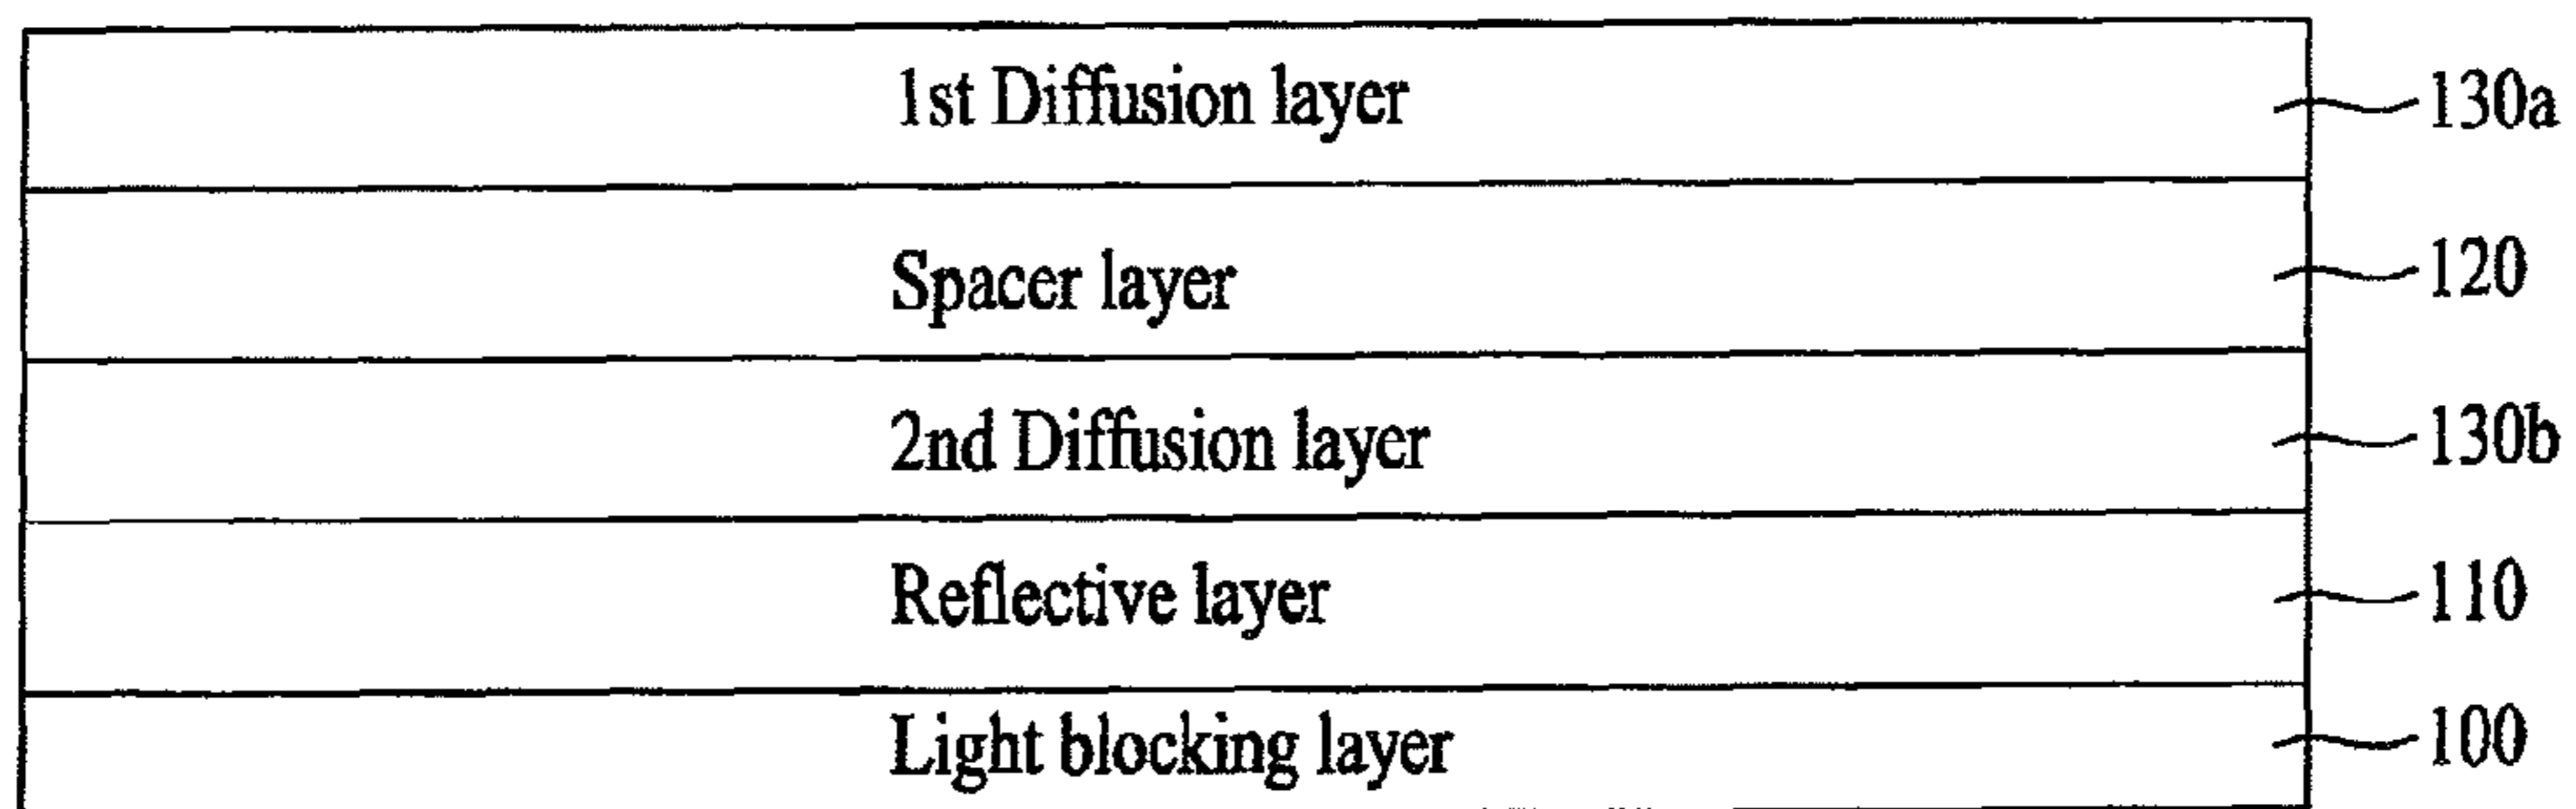 1st Diffusion layer 130a
Spacer layer 120
2nd Diffusion layer 130b
Reflective layer 110
Light blocking layer 100